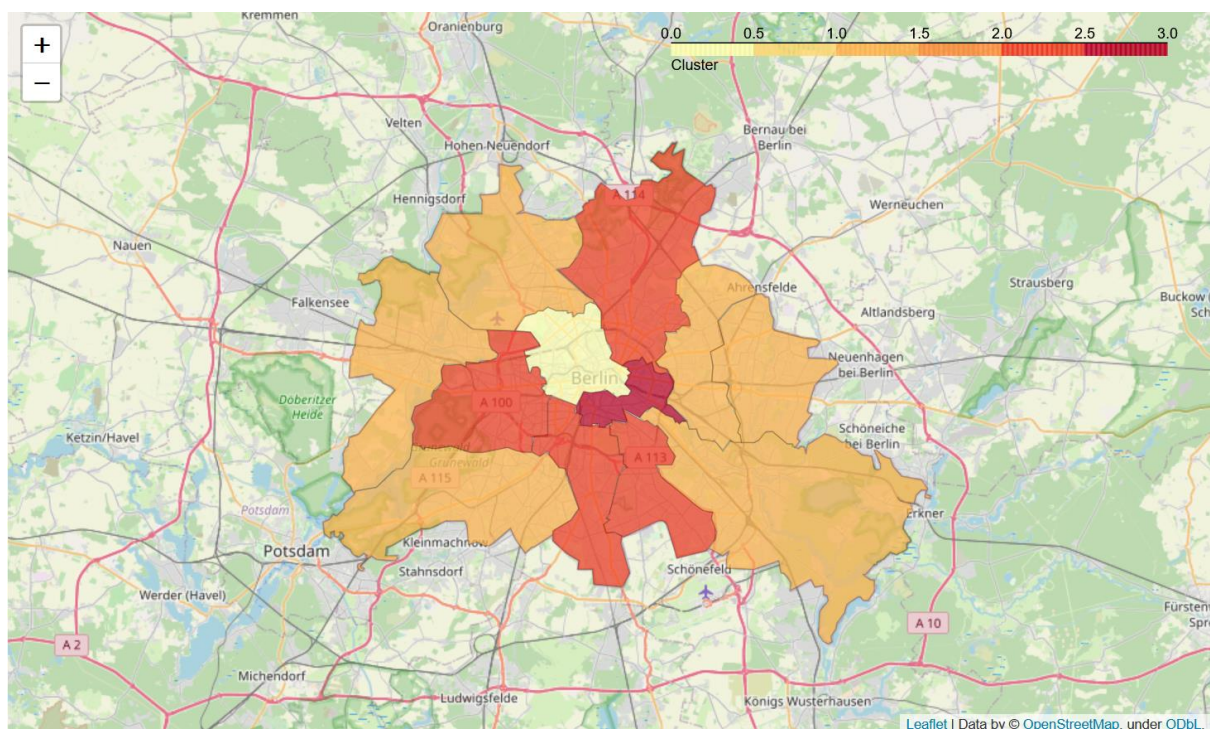 Kremmen
Oranienburg
+
−
0.0 0.5 1.0 1.5 2.0 2.5 3.0
Cluster
Velten
Hohen Neuendorf
Bernau bei
Berlin
A 114
Hennigsdorf
Werneuchen
Nauen
Falkensee
Ahrensfelde
Strausberg
Altlandsberg
Buckow
Neuenhagen
bei Berlin
Berlin
Döberitzer
Heide
A 100
Ketzin/Havel
Schöneiche
bei Berlin
Grunewald
A 113
A 115
Potsdam
Erkner
Potsdam
Kleinmachnow
Stahnsdorf
Schönefeld
Werder (Havel)
A 2
A 10
Michendorf
Ludwigsfelde
Königs Wusterhausen
Leaflet | Data by © OpenStreetMap, under ODbL.